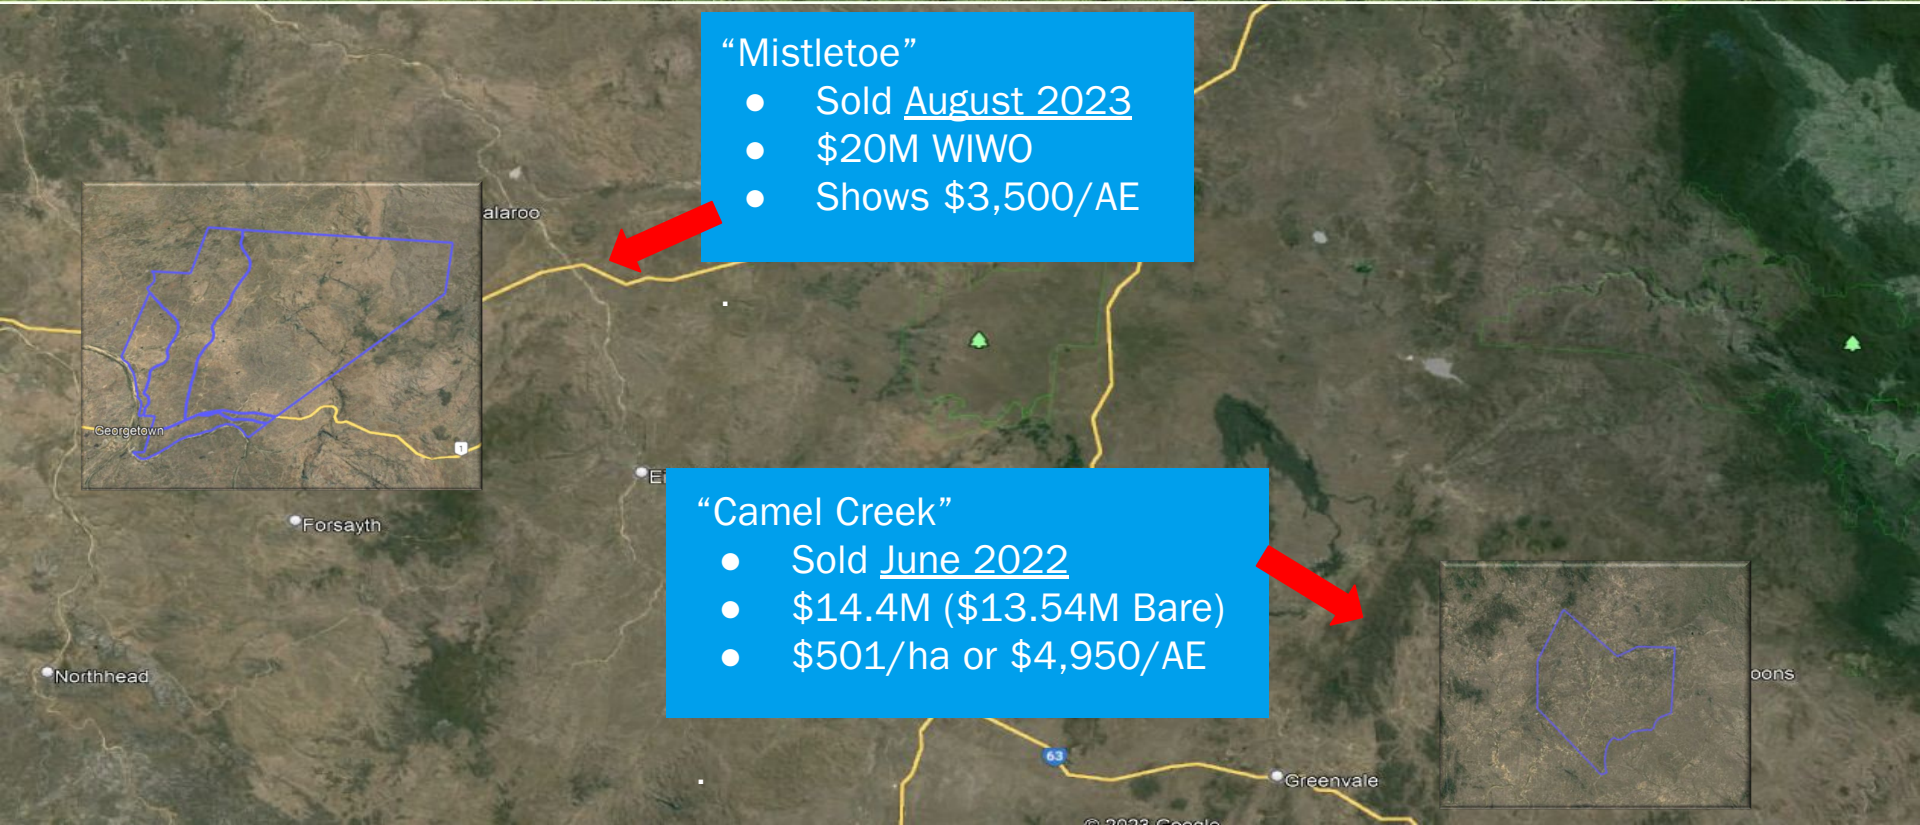 “Mistletoe”
● Sold August 2023
● $20M WIWO
● Shows $3,500/AE
alaroo
Georgetown
1
Forsayth
“Camel Creek”
● Sold June 2022
● $14.4M ($13.54M Bare)
● $501/ha or $4,950/AE
Northhead
oons
63
Greenvale
© 2023 Google